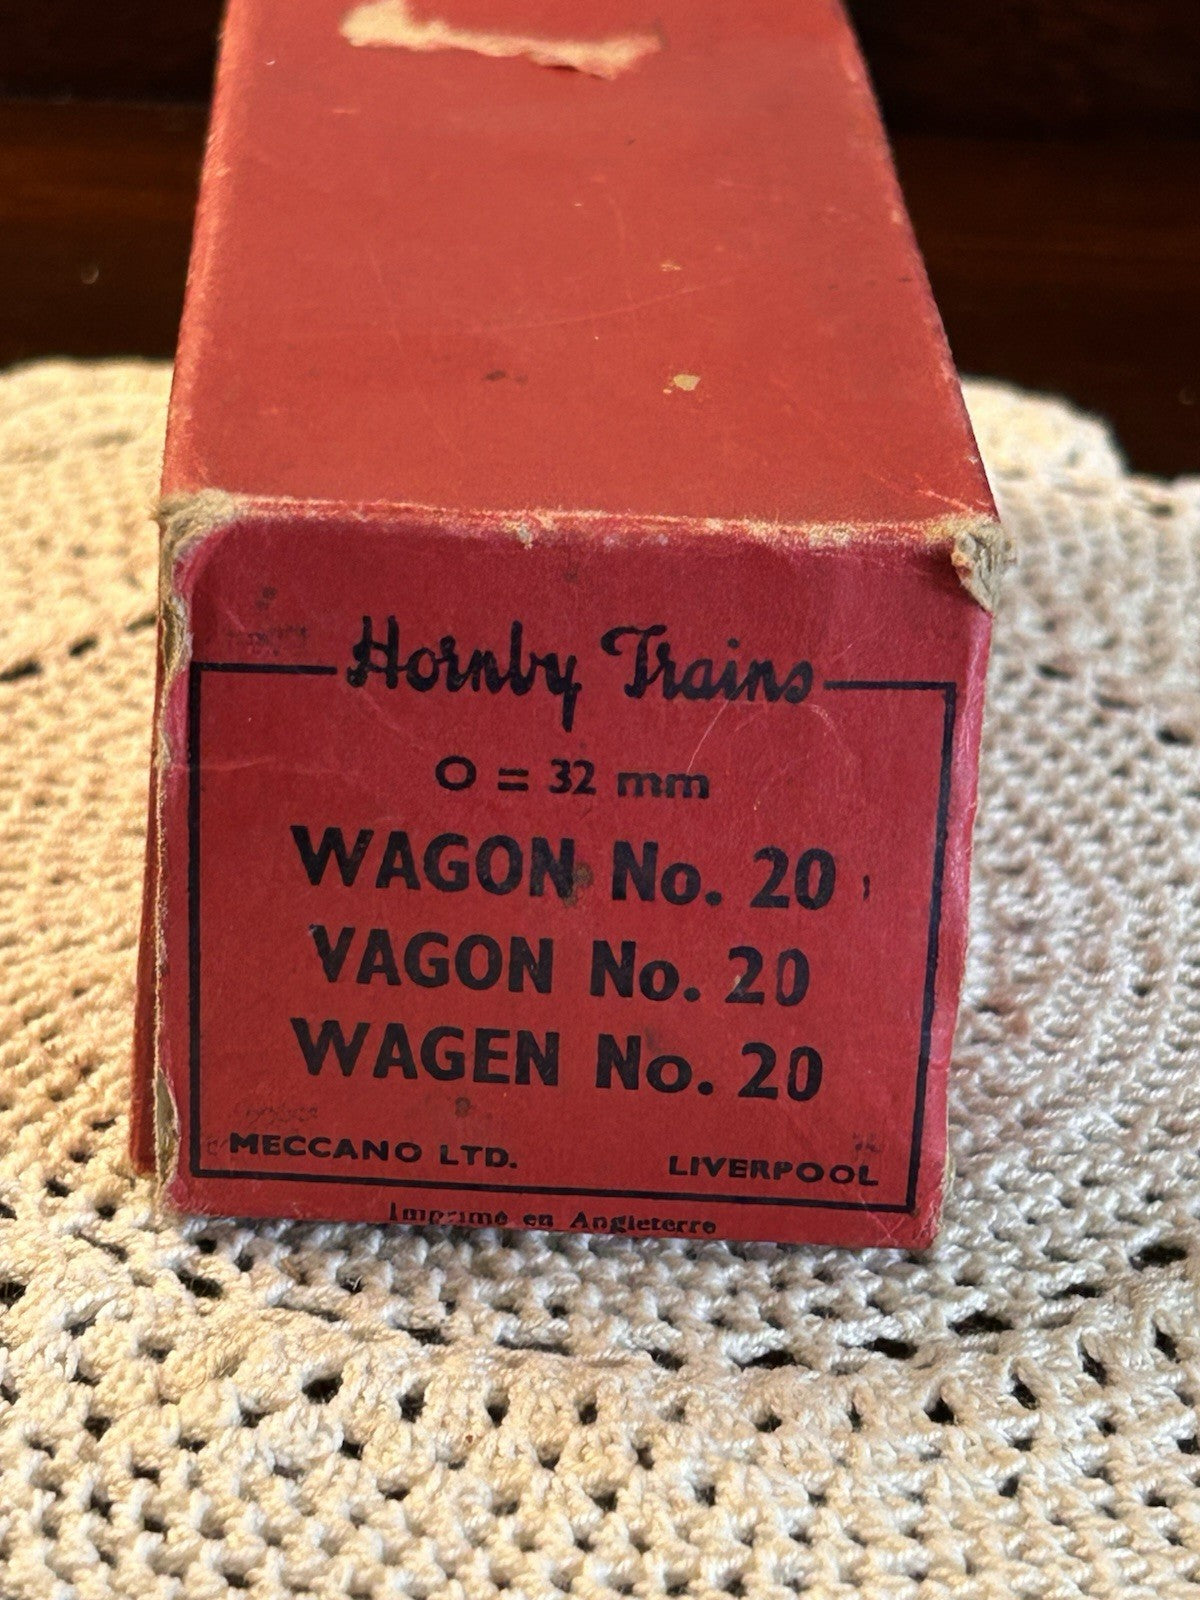 Hornby Trains
O = 32 mm
WAGON No. 20
VAGON No. 20
WAGEN No. 20
MECCANO LTD. LIVERPOOL
Imprimé en Angleterre